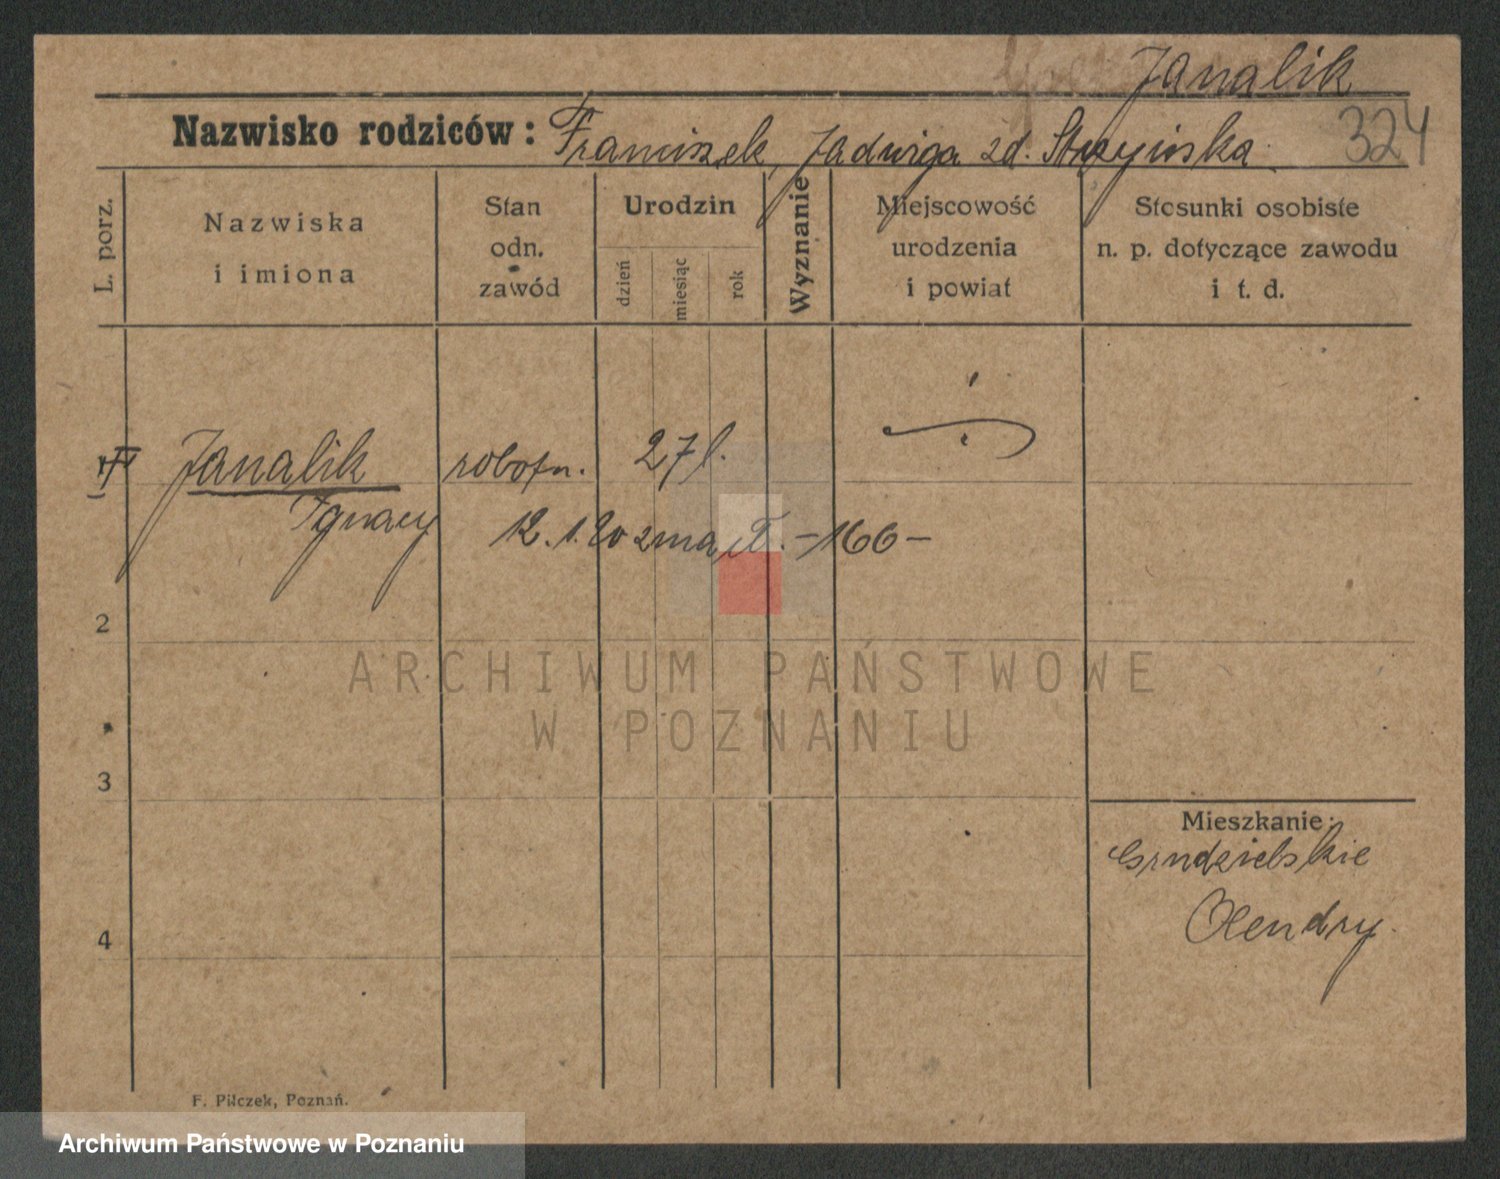 Janalik
Nazwisko rodziców: Franciszek, Jadwiga zd.
324
L. porz.
Nazwiska
i imiona
Stan
odn.
zawód
Urodzin
dzień
miesiąc
rok
Wyznanie
Miejscowość
urodzenia
i powiat
Stosunki osobiste
n. p. dotyczące zawodu
i t. d.
Janalik robotn. 27 l.
Ignacy 12.1.20 - 166 -
2
3
4
Mieszkanie:
Grudzielskie
Olendry.
ARCHIWUM PAŃSTWOWE
W POZNANIU
F. Pilczek, Poznań.
Archiwum Państwowe w Poznaniu